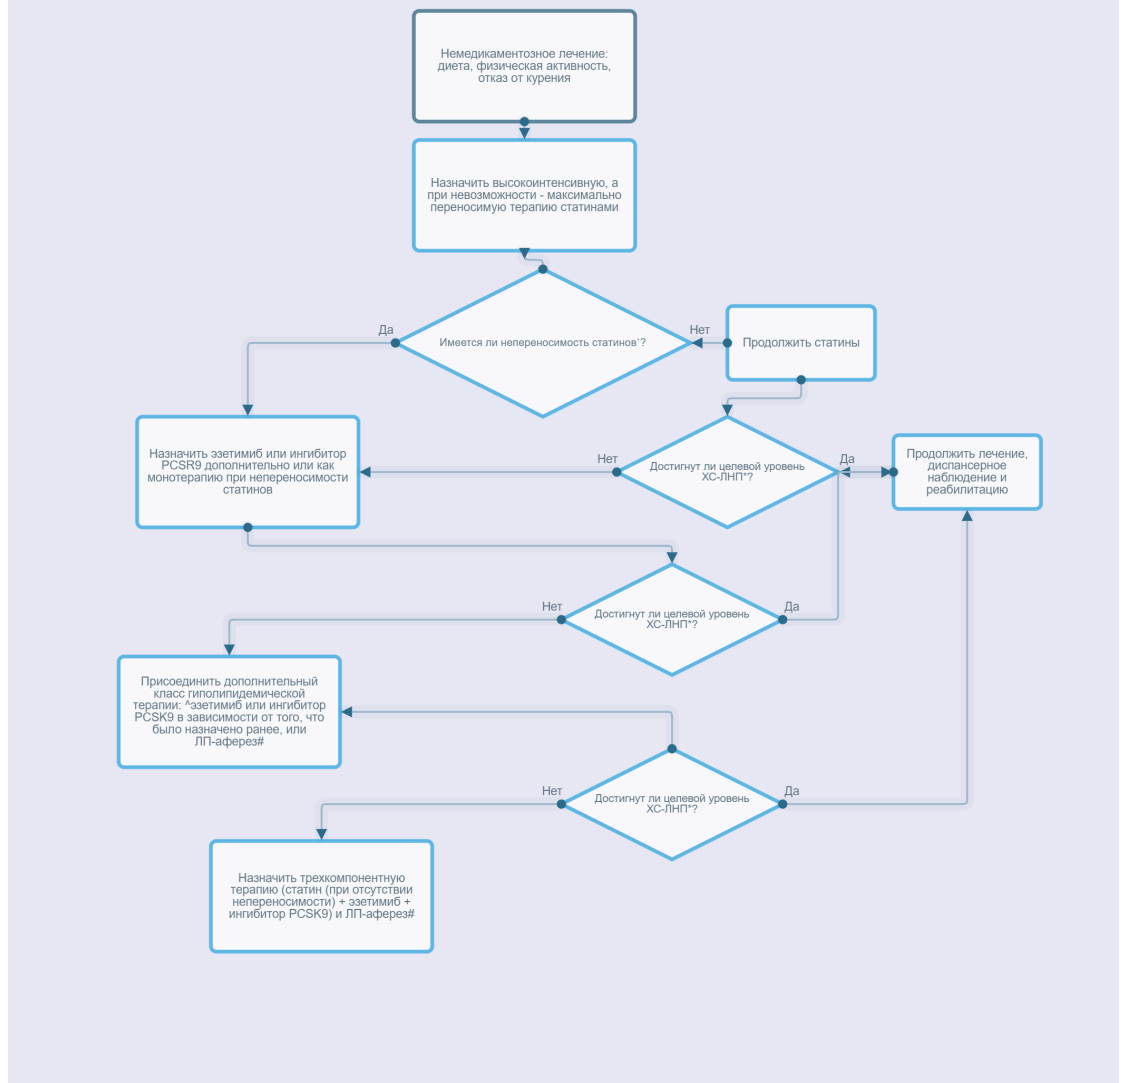 Немедикаментозное лечение:
диета, физическая активность,
отказ от курения
Назначить высокоинтенсивную, а
при невозможности - максимально
переносимую терапию статинами
Да
Имеется ли непереносимость статинов`?
Нет
Продолжить статины
Назначить эзетимиб или ингибитор
PCSR9 дополнительно или как
монотерапию при непереносимости
статинов
Нет
Достигнут ли целевой уровень
ХС-ЛНП*?
Да
Продолжить лечение,
диспансерное
наблюдение и
реабилитацию
Нет
Достигнут ли целевой уровень
ХС-ЛНП*?
Да
Присоединить дополнительный
класс гиполипидемической
терапии: ^эзетимиб или ингибитор
PCSK9 в зависимости от того, что
было назначено ранее, или
ЛП-аферез#
Нет
Достигнут ли целевой уровень
ХС-ЛНП*?
Да
Назначить трехкомпонентную
терапию (статин (при отсутствии
непереносимости) + эзетимиб +
ингибитор PCSK9) и ЛП-аферез#